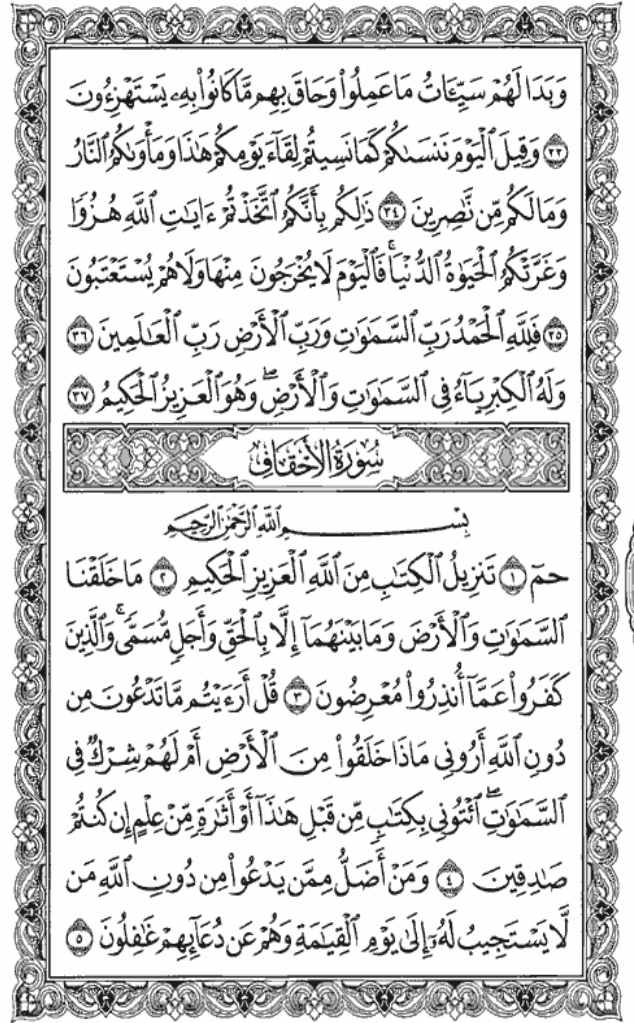 وَبَدَا لَهُمْ سَيِّـَٔاتُ مَا عَمِلُوا۟ وَحَاقَ بِهِم مَّا كَانُوا۟ بِهِۦ يَسْتَهْزِءُونَ
٣٣ وَقِيلَ ٱلْيَوْمَ نَنسَىٰكُمْ كَمَا نَسِيتُمْ لِقَآءَ يَوْمِكُمْ هَٰذَا وَمَأْوَىٰكُمُ ٱلنَّارُ
وَمَا لَكُم مِّن نَّٰصِرِينَ ٣٤ ذَٰلِكُم بِأَنَّكُمُ ٱتَّخَذْتُمْ ءَايَٰتِ ٱللَّهِ هُزُوًا
وَغَرَّتْكُمُ ٱلْحَيَوٰةُ ٱلدُّنْيَا ۚ فَٱلْيَوْمَ لَا يُخْرَجُونَ مِنْهَا وَلَا هُمْ يُسْتَعْتَبُونَ
٣٥ فَلِلَّهِ ٱلْحَمْدُ رَبِّ ٱلسَّمَٰوَٰتِ وَرَبِّ ٱلْأَرْضِ رَبِّ ٱلْعَٰلَمِينَ ٣٦
وَلَهُ ٱلْكِبْرِيَآءُ فِى ٱلسَّمَٰوَٰتِ وَٱلْأَرْضِ ۖ وَهُوَ ٱلْعَزِيزُ ٱلْحَكِيمُ ٣٧
سُورَةُ الأَحْقَافِ
بِسْمِ ٱللَّهِ ٱلرَّحْمَٰنِ ٱلرَّحِيمِ
حمٓ ١ تَنزِيلُ ٱلْكِتَٰبِ مِنَ ٱللَّهِ ٱلْعَزِيزِ ٱلْحَكِيمِ ٢ مَا خَلَقْنَا
ٱلسَّمَٰوَٰتِ وَٱلْأَرْضَ وَمَا بَيْنَهُمَآ إِلَّا بِٱلْحَقِّ وَأَجَلٍ مُّسَمًّى ۚ وَٱلَّذِينَ
كَفَرُوا۟ عَمَّآ أُنذِرُوا۟ مُعْرِضُونَ ٣ قُلْ أَرَءَيْتُم مَّا تَدْعُونَ مِن
دُونِ ٱللَّهِ أَرُونِى مَاذَا خَلَقُوا۟ مِنَ ٱلْأَرْضِ أَمْ لَهُمْ شِرْكٌ فِى
ٱلسَّمَٰوَٰتِ ۖ ٱئْتُونِى بِكِتَٰبٍ مِّن قَبْلِ هَٰذَآ أَوْ أَثَٰرَةٍ مِّنْ عِلْمٍ إِن كُنتُمْ
صَٰدِقِينَ ٤ وَمَنْ أَضَلُّ مِمَّن يَدْعُوا۟ مِن دُونِ ٱللَّهِ مَن
لَّا يَسْتَجِيبُ لَهُۥٓ إِلَىٰ يَوْمِ ٱلْقِيَٰمَةِ وَهُمْ عَن دُعَآئِهِمْ غَٰفِلُونَ ٥